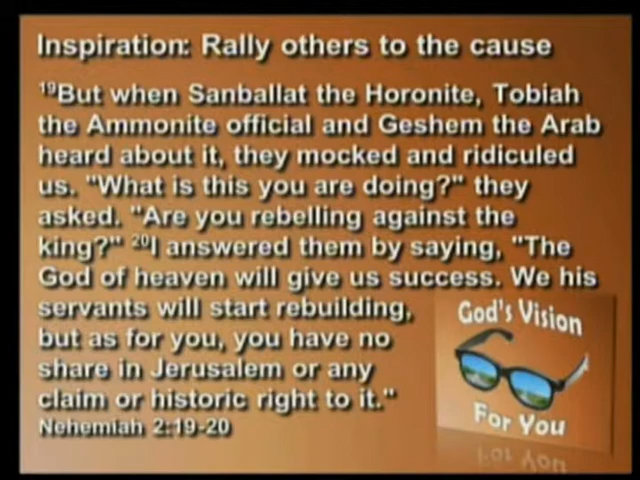 Inspiration: Rally others to the cause
¹⁹But when Sanballat the Horonite, Tobiah
the Ammonite official and Geshem the Arab
heard about it, they mocked and ridiculed
us. "What is this you are doing?" they
asked. "Are you rebelling against the
king?" ²⁰I answered them by saying, "The
God of heaven will give us success. We his
servants will start rebuilding,
but as for you, you have no
share in Jerusalem or any
claim or historic right to it."
Nehemiah 2:19-20
God's Vision
For You